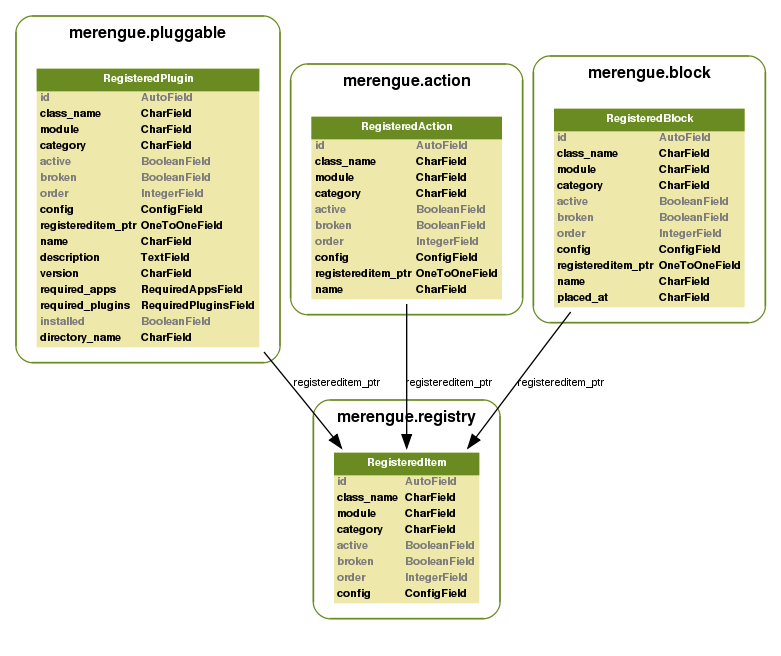 merengue.pluggable
RegisteredPlugin
id AutoField
class_name CharField
module CharField
category CharField
active BooleanField
broken BooleanField
order IntegerField
config ConfigField
registereditem_ptr OneToOneField
name CharField
description TextField
version CharField
required_apps RequiredAppsField
required_plugins RequiredPluginsField
installed BooleanField
directory_name CharField
merengue.action
RegisteredAction
id AutoField
class_name CharField
module CharField
category CharField
active BooleanField
broken BooleanField
order IntegerField
config ConfigField
registereditem_ptr OneToOneField
name CharField
merengue.block
RegisteredBlock
id AutoField
class_name CharField
module CharField
category CharField
active BooleanField
broken BooleanField
order IntegerField
config ConfigField
registereditem_ptr OneToOneField
name CharField
placed_at CharField
registereditem_ptr
registereditem_ptr
registereditem_ptr
merengue.registry
RegisteredItem
id AutoField
class_name CharField
module CharField
category CharField
active BooleanField
broken BooleanField
order IntegerField
config ConfigField